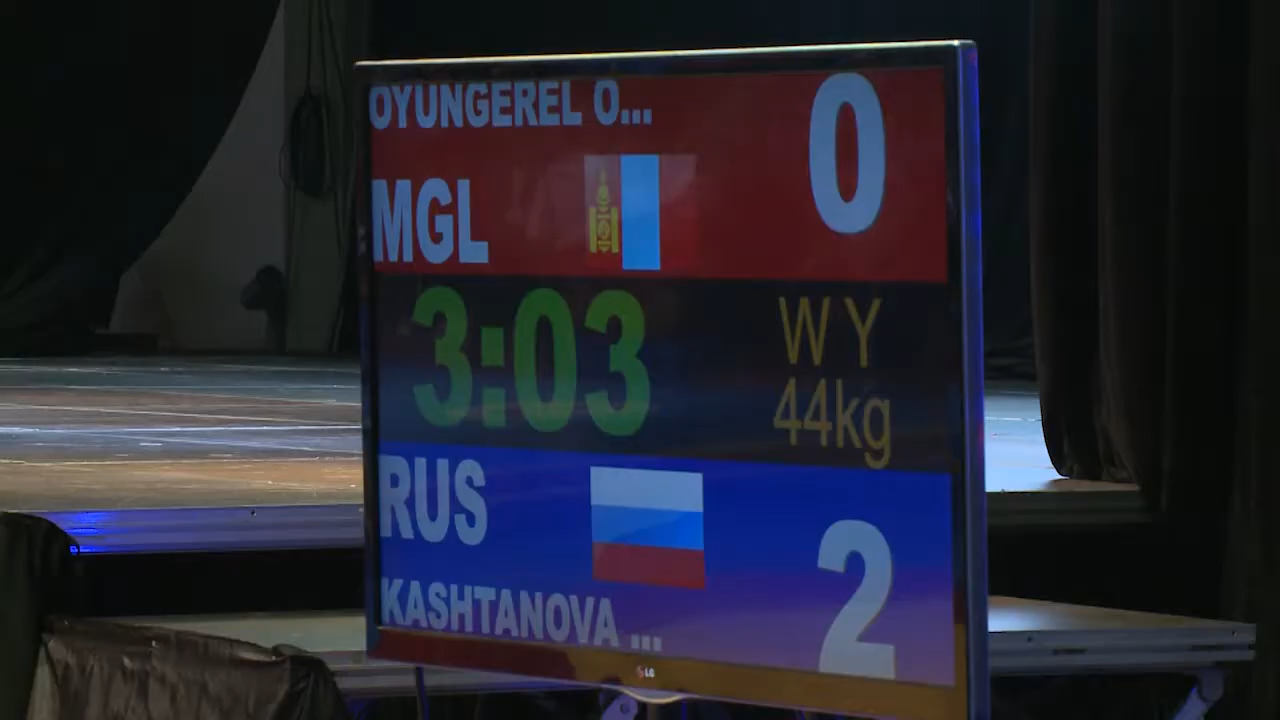 OYUNGEREL O...
0
MGL
3:03
W Y
44kg
RUS
KASHTANOVA ...
2
LG